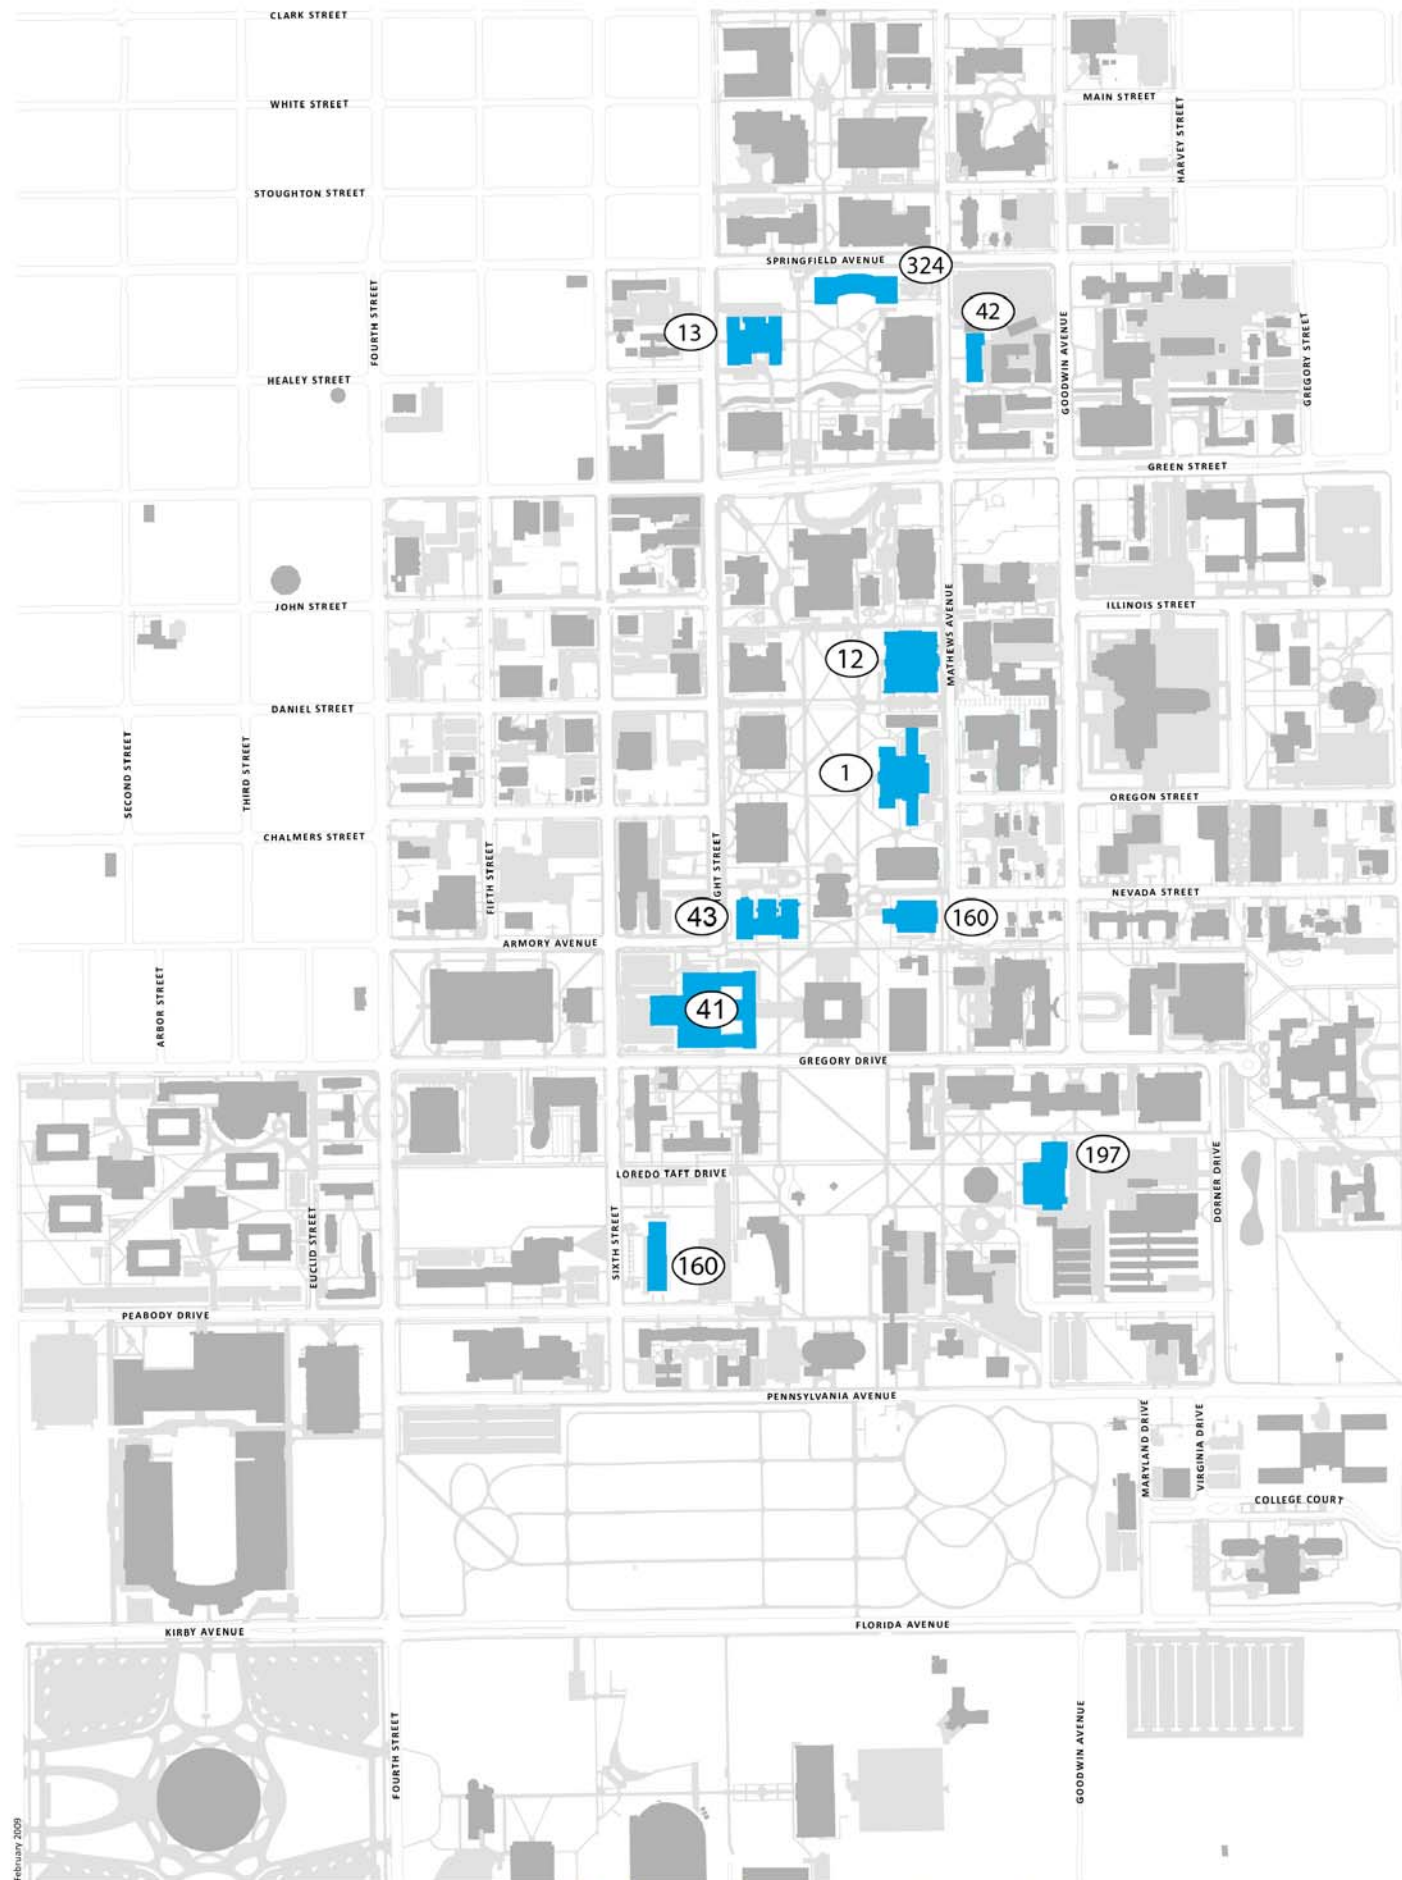 CLARK STREET
WHITE STREET
MAIN STREET
HARVEY STREET
STOUGHTON STREET
SPRINGFIELD AVENUE
324
42
13
FOURTH STREET
GOODWIN AVENUE
GREGORY STREET
HEALEY STREET
GREEN STREET
JOHN STREET
ILLINOIS STREET
MATHEWS AVENUE
12
DANIEL STREET
SECOND STREET
THIRD STREET
1
OREGON STREET
CHALMERS STREET
FIFTH STREET
GHT STREET
NEVADA STREET
43
160
ARMORY AVENUE
ARBOR STREET
41
GREGORY DRIVE
197
LOREDO TAFT DRIVE
DORNER DRIVE
EUCLID STREET
SIXTH STREET
160
PEABODY DRIVE
PENNSYLVANIA AVENUE
MARYLAND DRIVE
VIRGINIA DRIVE
COLLEGE COURT
KIRBY AVENUE
FLORIDA AVENUE
FOURTH STREET
GOODWIN AVENUE
February 2009